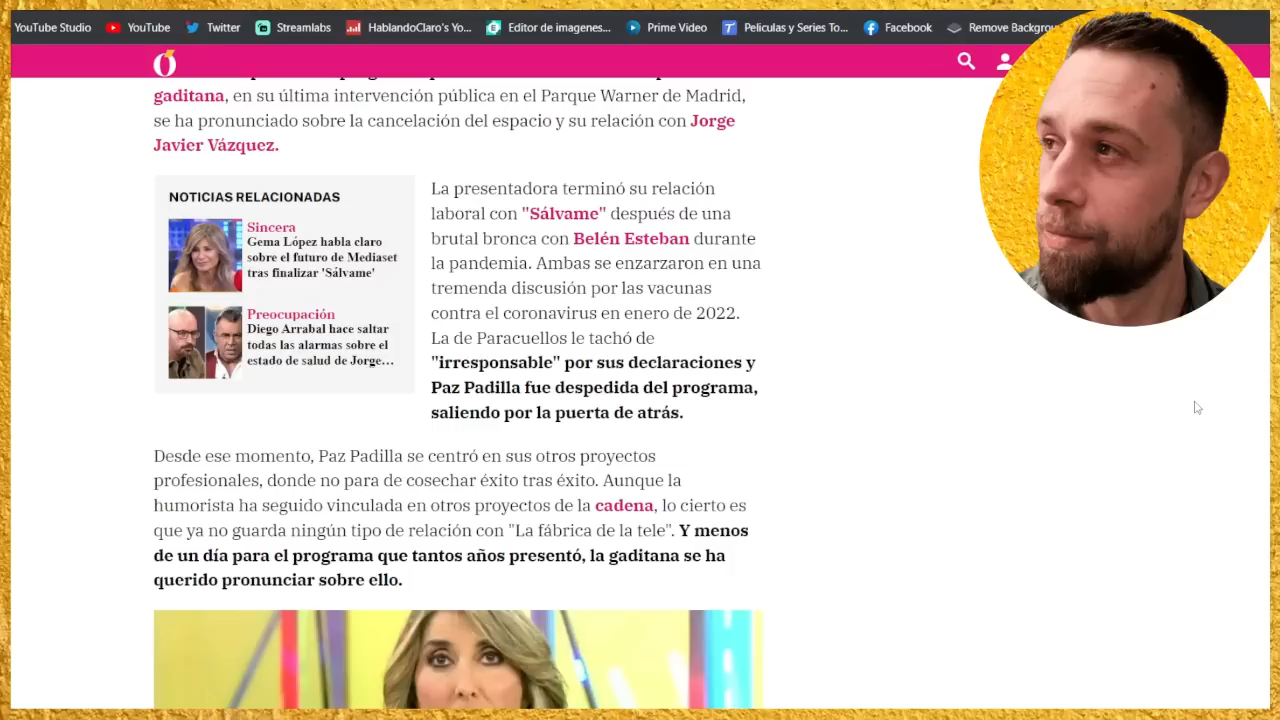 YouTube Studio YouTube Twitter Streamlabs HablandoClaro's Yo... Editor de imagenes... Prime Video Peliculas y Series To... Facebook Remove Backgrou
gaditana, en su última intervención pública en el Parque Warner de Madrid,
se ha pronunciado sobre la cancelación del espacio y su relación con Jorge
Javier Vázquez.
NOTICIAS RELACIONADAS
Sincera
Gema López habla claro
sobre el futuro de Mediaset
tras finalizar 'Sálvame'
Preocupación
Diego Arrabal hace saltar
todas las alarmas sobre el
estado de salud de Jorge...
La presentadora terminó su relación
laboral con "Sálvame" después de una
brutal bronca con Belén Esteban durante
la pandemia. Ambas se enzarzaron en una
tremenda discusión por las vacunas
contra el coronavirus en enero de 2022.
La de Paracuellos le tachó de
"irresponsable" por sus declaraciones y
Paz Padilla fue despedida del programa,
saliendo por la puerta de atrás.
Desde ese momento, Paz Padilla se centró en sus otros proyectos
profesionales, donde no para de cosechar éxito tras éxito. Aunque la
humorista ha seguido vinculada en otros proyectos de la cadena, lo cierto es
que ya no guarda ningún tipo de relación con "La fábrica de la tele". Y menos
de un día para el programa que tantos años presentó, la gaditana se ha
querido pronunciar sobre ello.